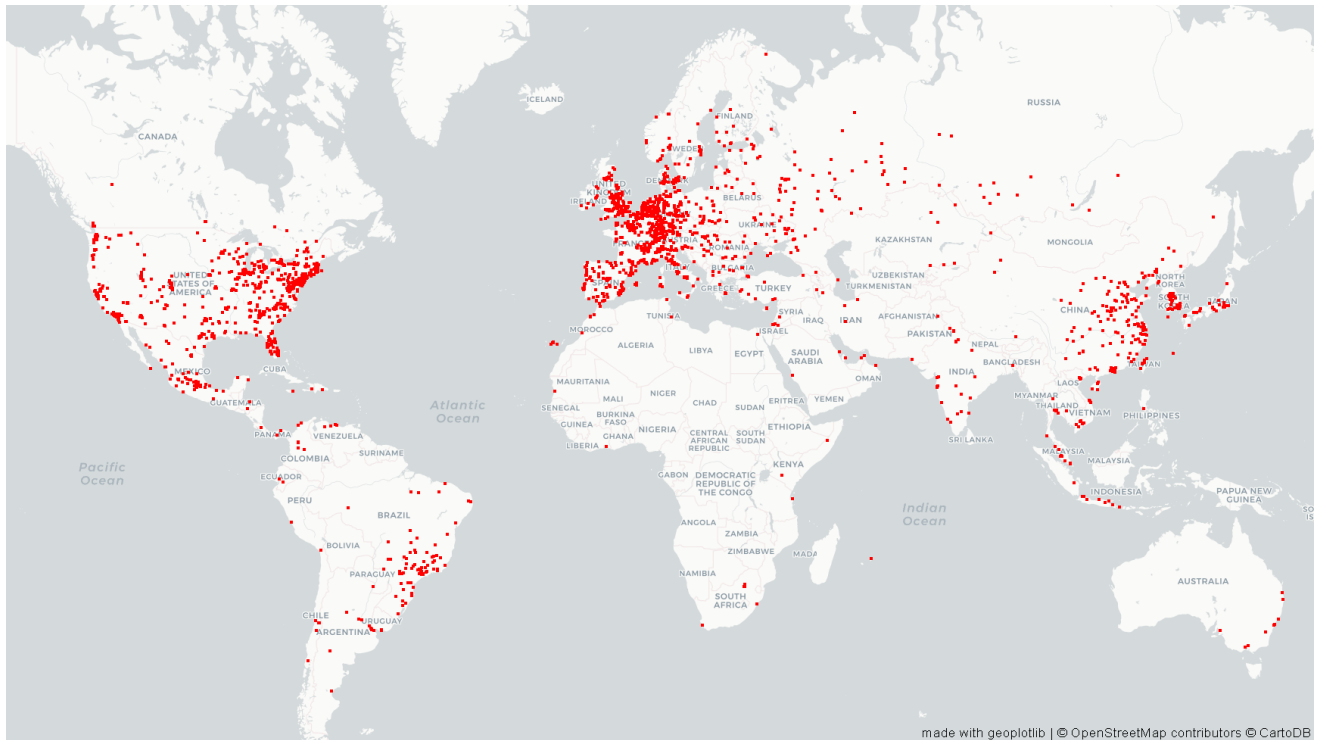 ICELAND
RUSSIA
FINLAND
CANADA
SWEDE
DENMARK
UNITED
KINGDOM
IRELAND
BELARUS
UKRAINE
FRANCE
AUSTRIA
KAZAKHSTAN
MONGOLIA
ROMANIA
ITALY
BULGARIA
UNITED
STATES OF
AMERICA
SPAIN
GREECE
TURKEY
UZBEKISTAN
TURKMENISTAN
NORTH
KOREA
SOUTH
KOREA
JAPAN
CHINA
TUNISIA
SYRIA
IRAQ
IRAN
AFGHANISTAN
MOROCCO
ISRAEL
PAKISTAN
ALGERIA
LIBYA
EGYPT
SAUDI
ARABIA
NEPAL
BANGLADESH
TAIWAN
MEXICO
CUBA
INDIA
OMAN
MAURITANIA
LAOS
GUATEMALA
MALI
NIGER
CHAD
SUDAN
ERITREA
YEMEN
MYANMAR
THAILAND
VIETNAM
PHILIPPINES
Atlantic
Ocean
SENEGAL
BURKINA
FASO
GUINEA
GHANA
NIGERIA
ETHIOPIA
PANAMA
VENEZUELA
LIBERIA
CENTRAL
AFRICAN
REPUBLIC
SOUTH
SUDAN
SRI LANKA
SURINAME
COLOMBIA
MALAYSIA
MALAYSIA
Pacific
Ocean
ECUADOR
GABON
DEMOCRATIC
REPUBLIC OF
THE CONGO
KENYA
INDONESIA
PAPUA NEW
GUINEA
PERU
BRAZIL
Indian
Ocean
SO
IS
ANGOLA
ZAMBIA
BOLIVIA
ZIMBABWE
MADA
PARAGUAY
NAMIBIA
AUSTRALIA
SOUTH
AFRICA
CHILE
URUGUAY
ARGENTINA
made with geoplotlib | © OpenStreetMap contributors © CartoDB